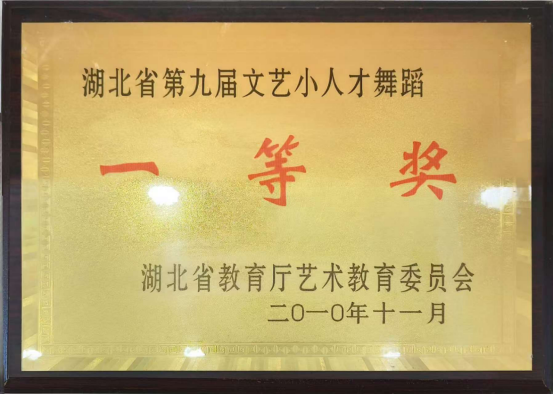 湖北省第九届文艺小人才舞蹈
一等奖
湖北省教育厅艺术教育委员会
二〇一〇年十一月